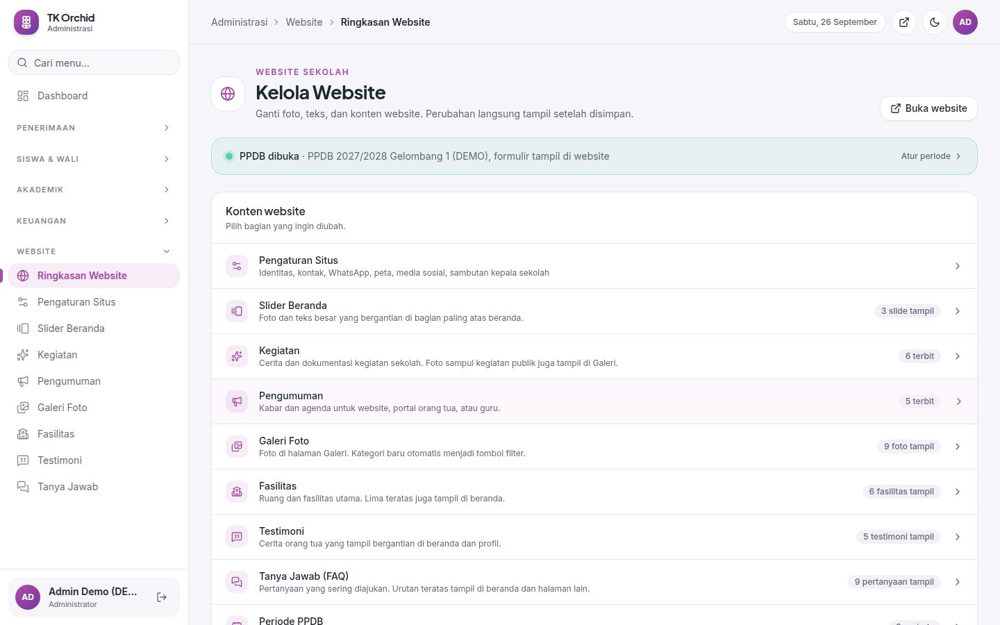 TK Orchid
Administrasi
Cari menu...
Dashboard
PENERIMAAN
SISWA & WALI
AKADEMIK
KEUANGAN
WEBSITE
Ringkasan Website
Pengaturan Situs
Slider Beranda
Kegiatan
Pengumuman
Galeri Foto
Fasilitas
Testimoni
Tanya Jawab
AD
Admin Demo (DE...
Administrator
Administrasi > Website > Ringkasan Website
Sabtu, 26 September
AD
WEBSITE SEKOLAH
Kelola Website
Ganti foto, teks, dan konten website. Perubahan langsung tampil setelah disimpan.
Buka website
PPDB dibuka · PPDB 2027/2028 Gelombang 1 (DEMO), formulir tampil di website
Atur periode
Konten website
Pilih bagian yang ingin diubah.
Pengaturan Situs
Identitas, kontak, WhatsApp, peta, media sosial, sambutan kepala sekolah
Slider Beranda
Foto dan teks besar yang bergantian di bagian paling atas beranda.
3 slide tampil
Kegiatan
Cerita dan dokumentasi kegiatan sekolah. Foto sampul kegiatan publik juga tampil di Galeri.
6 terbit
Pengumuman
Kabar dan agenda untuk website, portal orang tua, atau guru.
5 terbit
Galeri Foto
Foto di halaman Galeri. Kategori baru otomatis menjadi tombol filter.
9 foto tampil
Fasilitas
Ruang dan fasilitas utama. Lima teratas juga tampil di beranda.
6 fasilitas tampil
Testimoni
Cerita orang tua yang tampil bergantian di beranda dan profil.
5 testimoni tampil
Tanya Jawab (FAQ)
Pertanyaan yang sering diajukan. Urutan teratas tampil di beranda dan halaman lain.
9 pertanyaan tampil
Periode PPDB